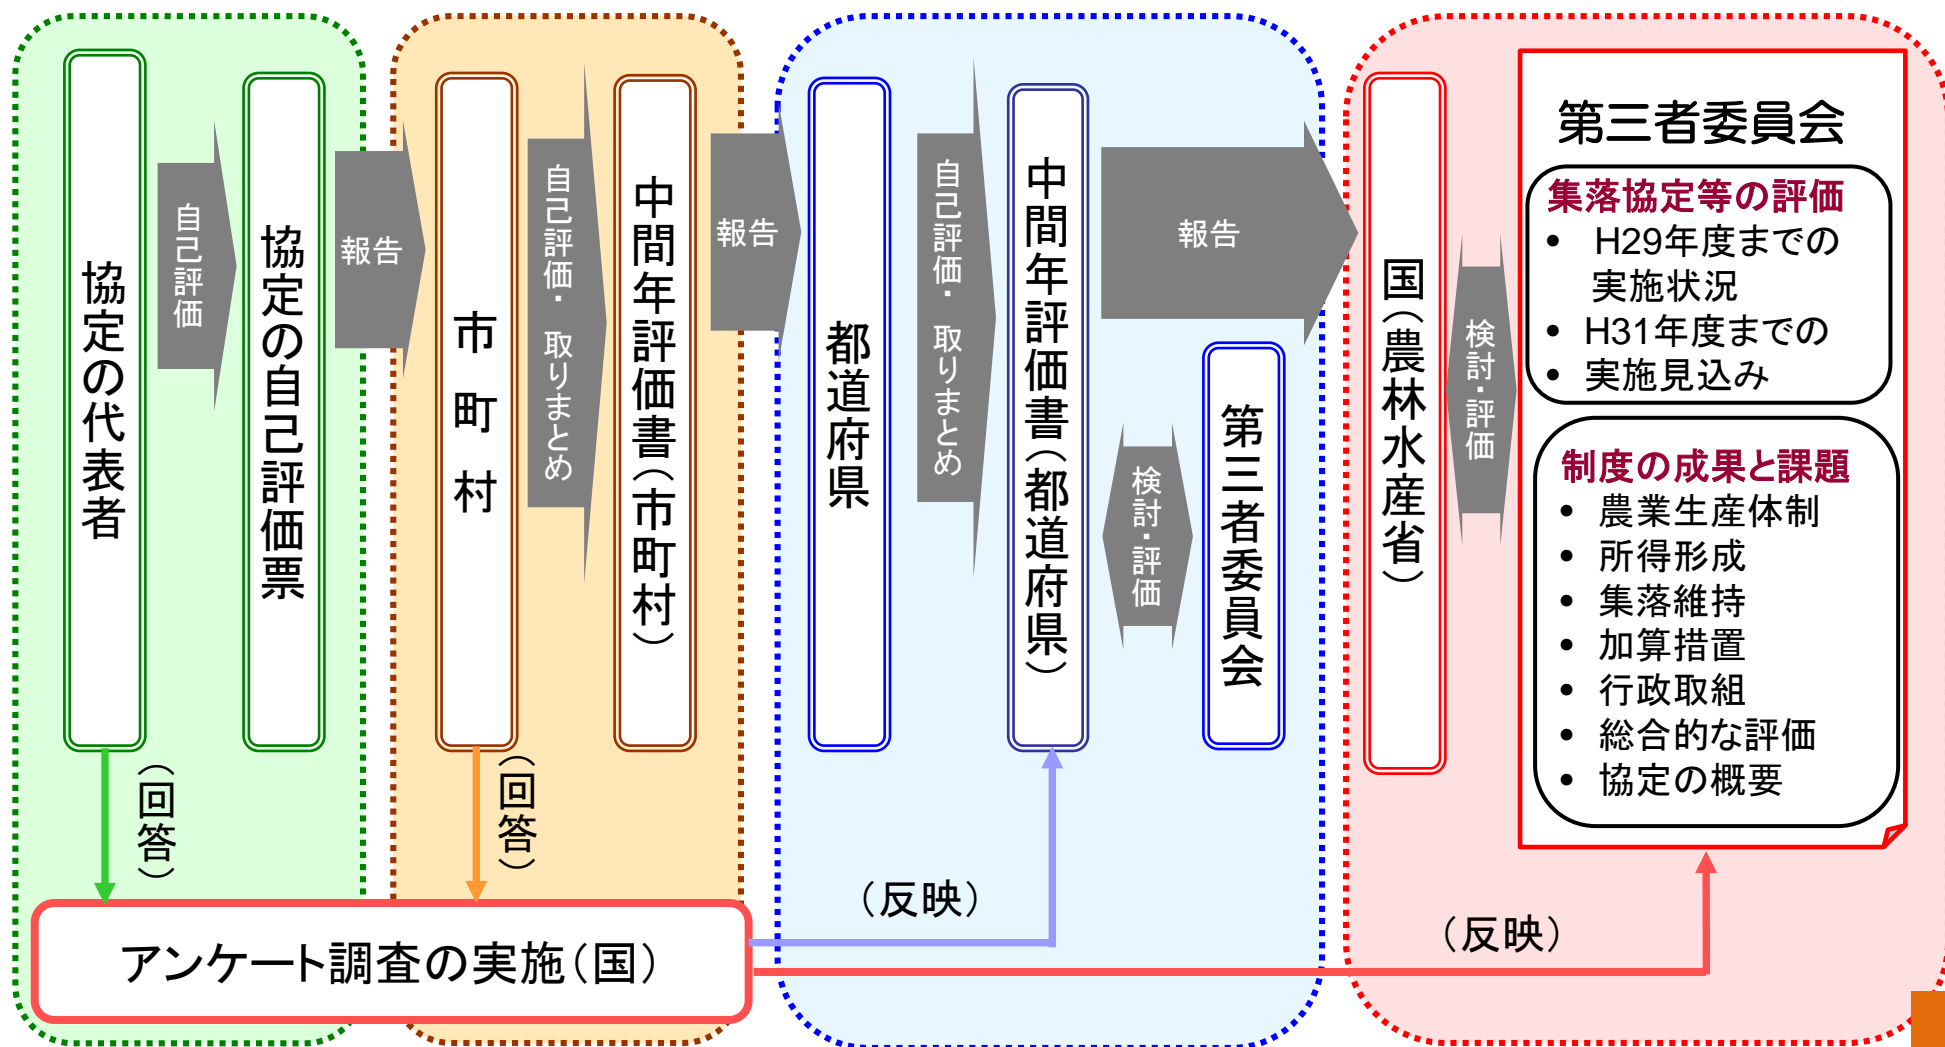 協定の代表者
自己評価
協定の自己評価票
報告
市町村
自己評価・取りまとめ
中間年評価書（市町村）
報告
都道府県
自己評価・取りまとめ
中間年評価書（都道府県）
報告
検討・評価
第三者委員会
国（農林水産省）
検討・評価
第三者委員会
集落協定等の評価
• H29年度までの
実施状況
• H31年度までの
• 実施見込み
制度の成果と課題
• 農業生産体制
• 所得形成
• 集落維持
• 加算措置
• 行政取組
• 総合的な評価
• 協定の概要
（回答）
（回答）
（反映）
（反映）
アンケート調査の実施（国）